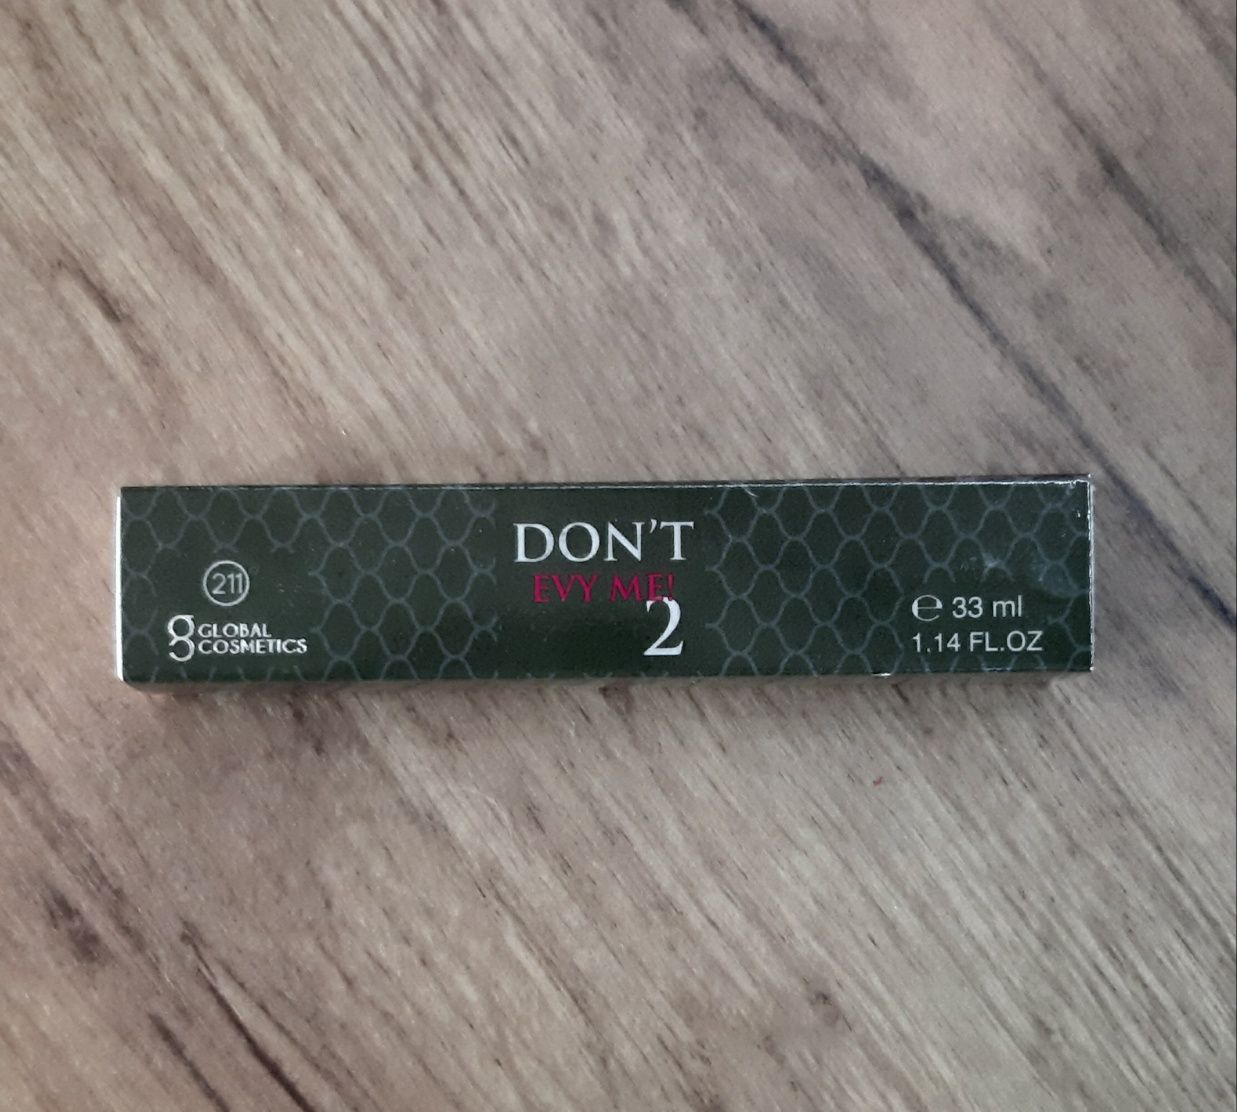 211
GLOBAL
COSMETICS
DON'T
EVY ME!
2
℮ 33 ml
1.14 FL.OZ